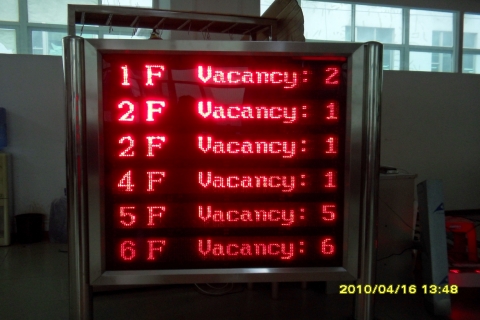 1 F Vacancy: 2
2 F Vacancy: 1
2 F Vacancy: 1
4 F Vacancy: 1
5 F Vacancy: 5
6 F Vacancy: 6
2010/04/16 13:48